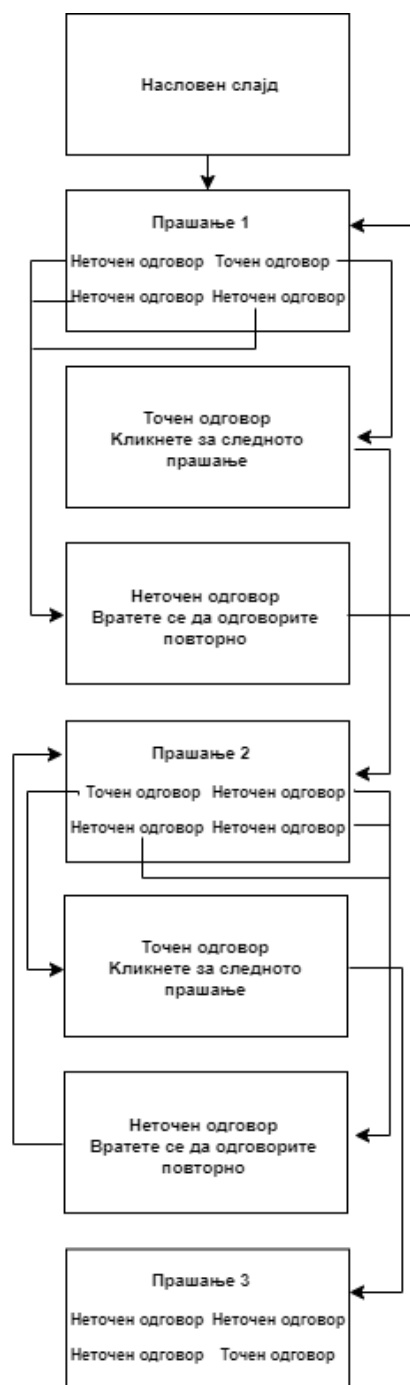 Насловен слајд
Прашање 1
Неточен одговор Точен одговор
Неточен одговор Неточен одговор
Точен одговор
Кликнете за следното
прашање
Неточен одговор
Вратете се да одговорите
повторно
Прашање 2
Точен одговор Неточен одговор
Неточен одговор Неточен одговор
Точен одговор
Кликнете за следното
прашање
Неточен одговор
Вратете се да одговорите
повторно
Прашање 3
Неточен одговор Неточен одговор
Неточен одговор Точен одговор